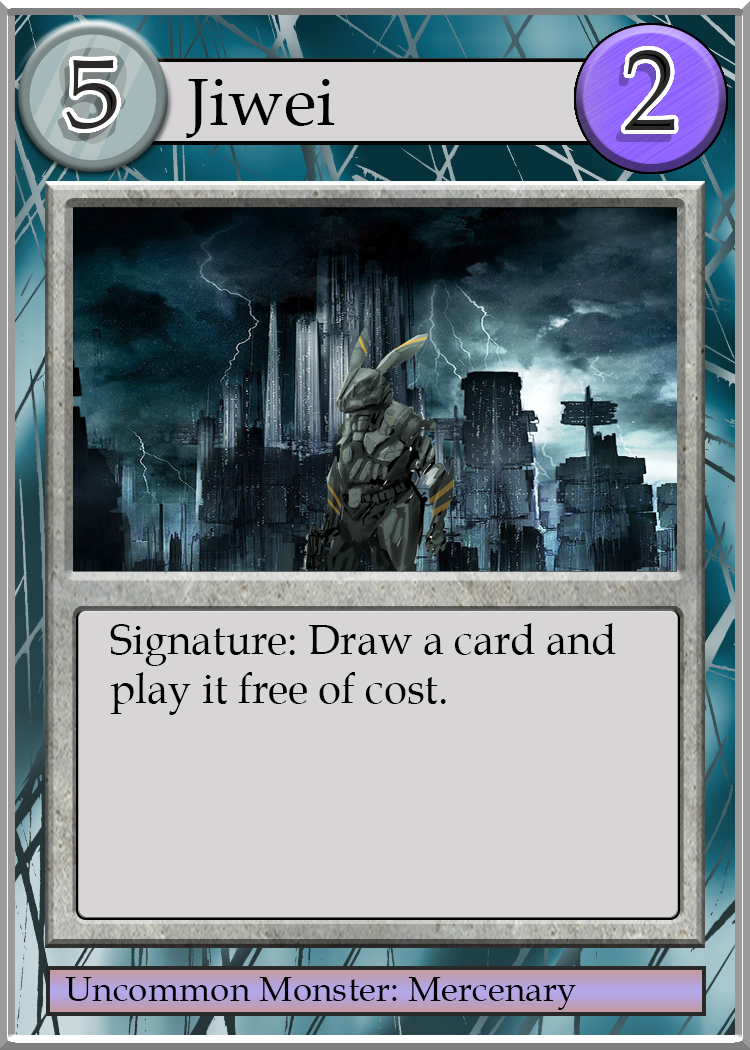 5
Jiwei
2
Signature: Draw a card and
play it free of cost.
Uncommon Monster: Mercenary